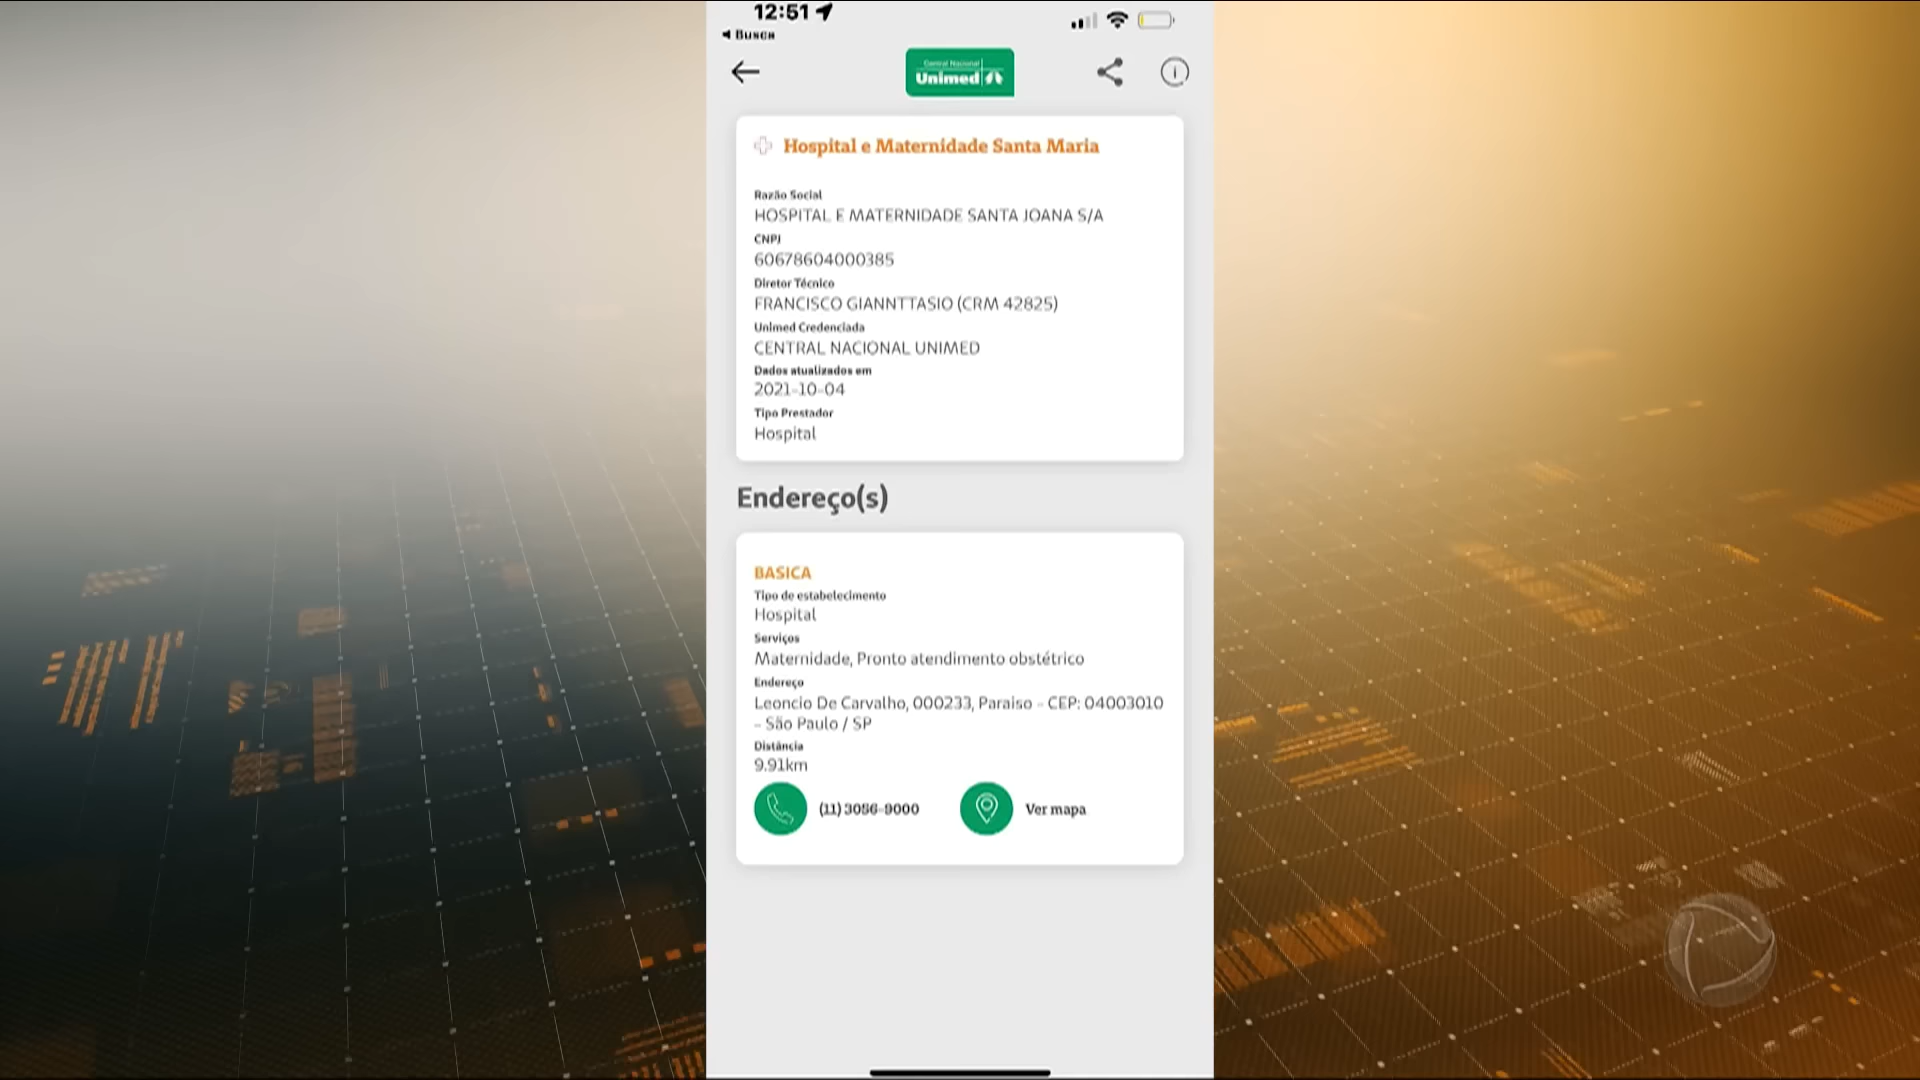 12:51
Busca
Central Nacional
Unimed
Hospital e Maternidade Santa Maria
Razão Social
HOSPITAL E MATERNIDADE SANTA JOANA S/A
CNPJ
60678604000385
Diretor Técnico
FRANCISCO GIANNTTASIO (CRM 42825)
Unimed Credenciada
CENTRAL NACIONAL UNIMED
Dados atualizados em
2021-10-04
Tipo Prestador
Hospital
Endereço(s)
BASICA
Tipo de estabelecimento
Hospital
Serviços
Maternidade, Pronto atendimento obstétrico
Endereço
Leoncio De Carvalho, 000233, Paraiso - CEP: 04003010
- São Paulo / SP
Distância
9.91km
(11) 3056-9000
Ver mapa